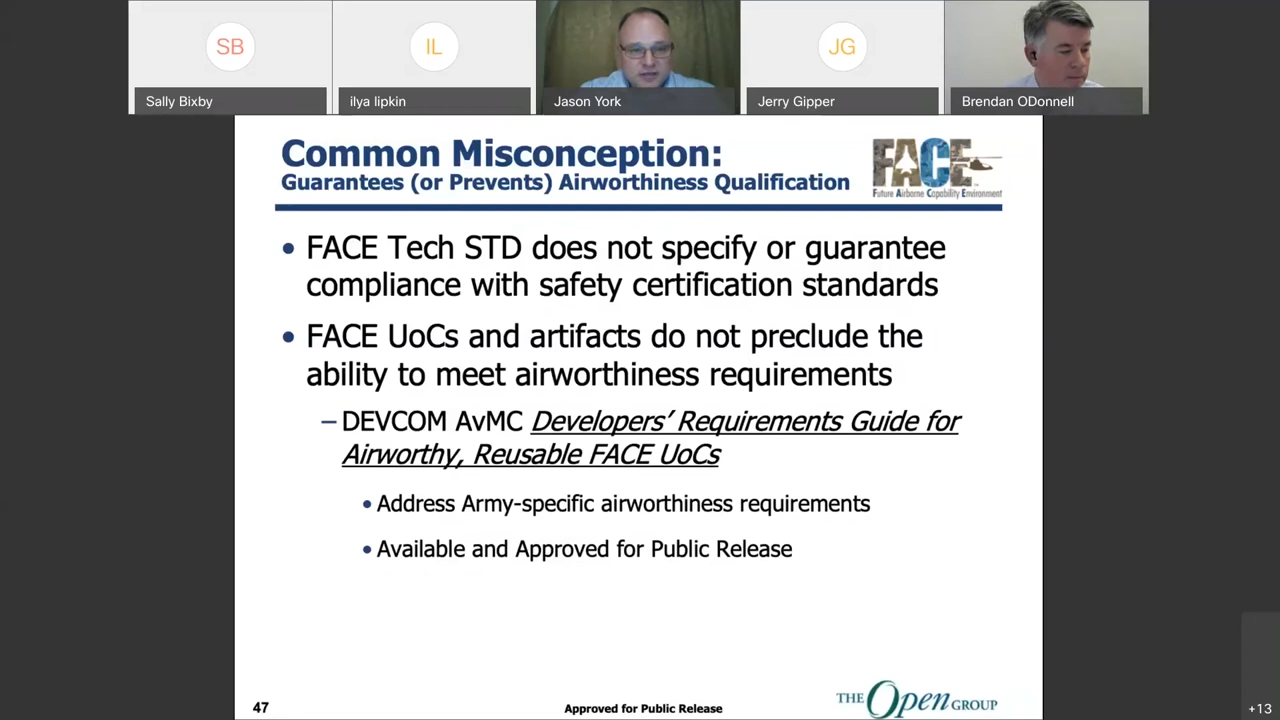 SB
IL
JG
Sally Bixby
ilya lipkin
Jason York
Jerry Gipper
Brendan ODonnell
Common Misconception:
Guarantees (or Prevents) Airworthiness Qualification
FACE
Future Airborne Capability Environment
• FACE Tech STD does not specify or guarantee
compliance with safety certification standards
• FACE UoCs and artifacts do not preclude the
ability to meet airworthiness requirements
– DEVCOM AvMC Developers' Requirements Guide for
Airworthy, Reusable FACE UoCs
• Address Army-specific airworthiness requirements
• Available and Approved for Public Release
47
Approved for Public Release
THE Open GROUP
+13